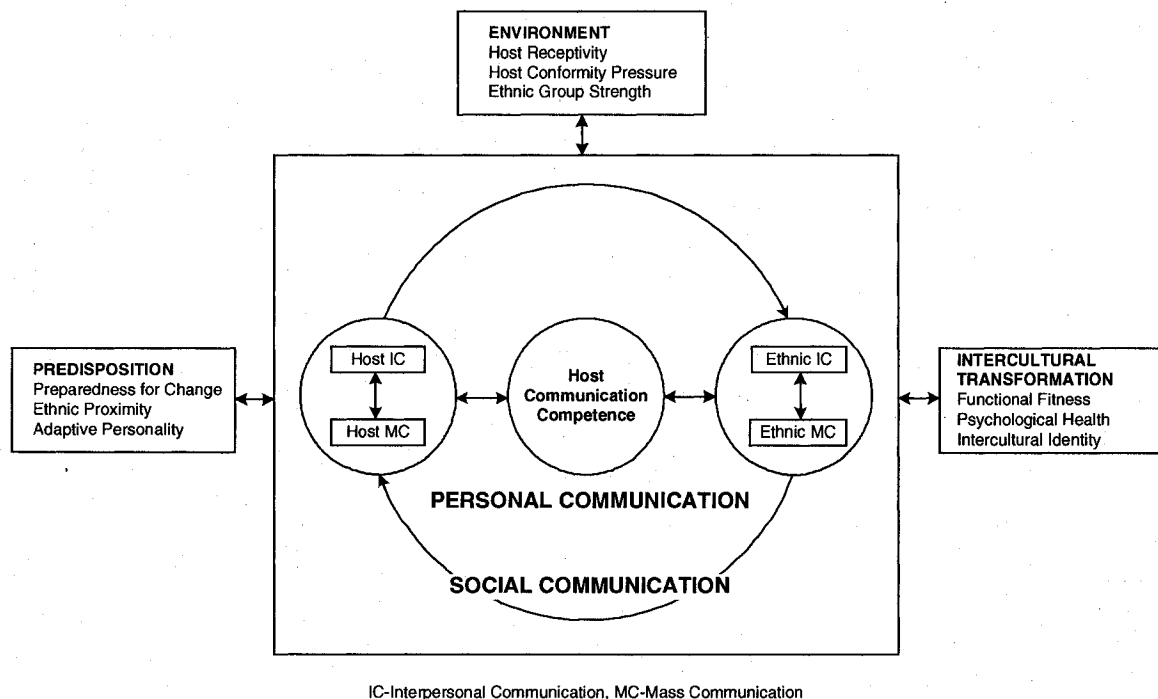 ENVIRONMENT
Host Receptivity
Host Conformity Pressure
Ethnic Group Strength
PREDISPOSITION
Preparedness for Change
Ethnic Proximity
Adaptive Personality
Host IC
Host MC
Host
Communication
Competence
Ethnic IC
Ethnic MC
INTERCULTURAL
TRANSFORMATION
Functional Fitness
Psychological Health
Intercultural Identity
PERSONAL COMMUNICATION
SOCIAL COMMUNICATION
IC-Interpersonal Communication, MC-Mass Communication